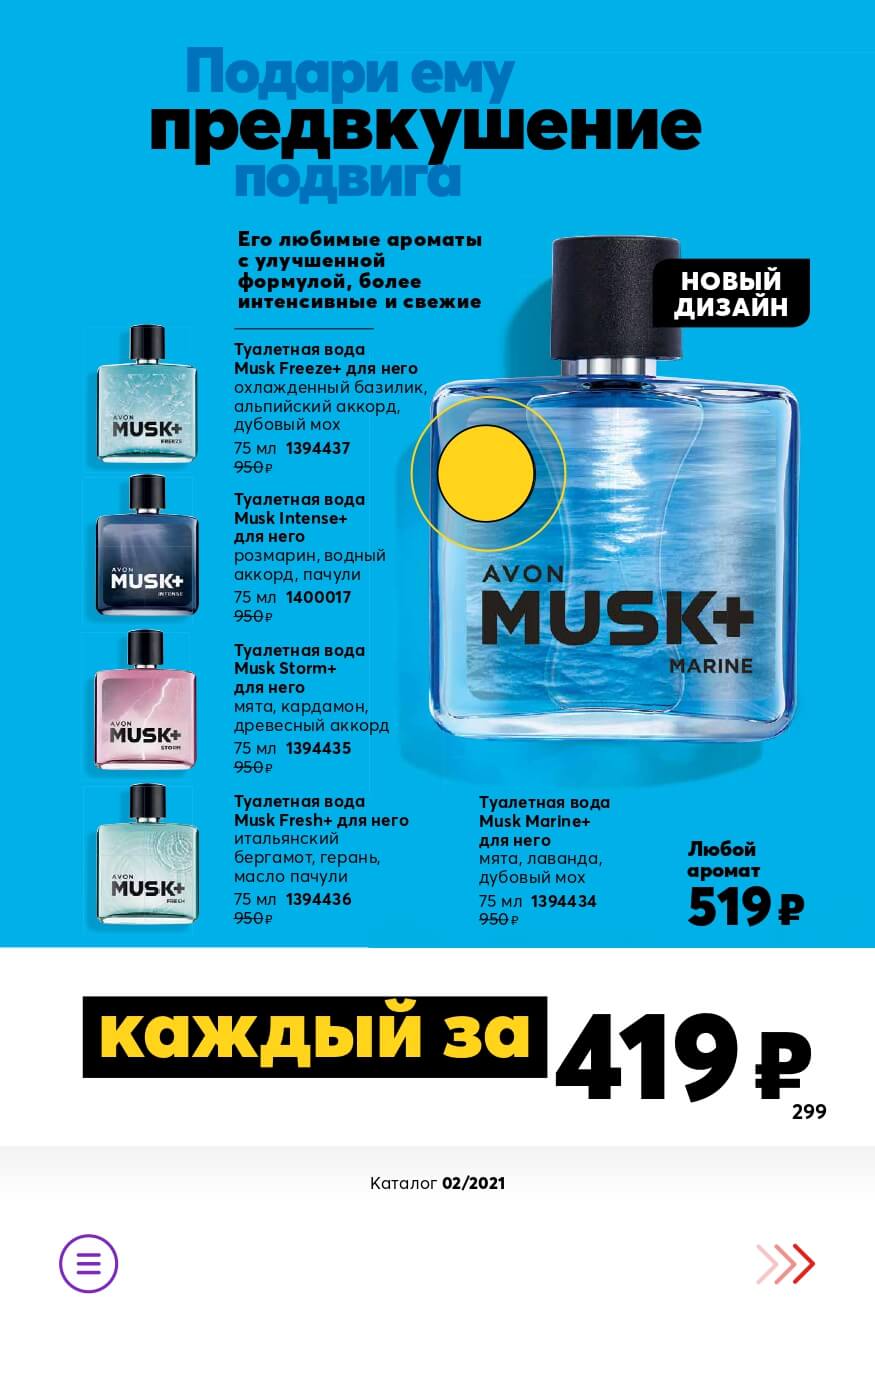 Подари ему
предвкушение
подвига
Его любимые ароматы
с улучшенной
формулой, более
интенсивные и свежие
НОВЫЙ
ДИЗАЙН
Туалетная вода
Musk Freeze+ для него
охлажденный базилик,
альпийский аккорд,
дубовый мох
75 мл 1394437
950 ₽
AVON
MUSK+
FREEZE
Туалетная вода
Musk Intense+
для него
розмарин, водный
аккорд, пачули
75 мл 1400017
950 ₽
AVON
MUSK+
INTENSE
Туалетная вода
Musk Storm+
для него
мята, кардамон,
древесный аккорд
75 мл 1394435
950 ₽
AVON
MUSK+
STORM
Туалетная вода
Musk Fresh+ для него
итальянский
бергамот, герань,
масло пачули
75 мл 1394436
950 ₽
AVON
MUSK+
FRESH
AVON
MUSK+
MARINE
Туалетная вода
Musk Marine+
для него
мята, лаванда,
дубовый мох
75 мл 1394434
950 ₽
Любой
аромат
519 ₽
каждый за
419 ₽
299
Каталог 02/2021